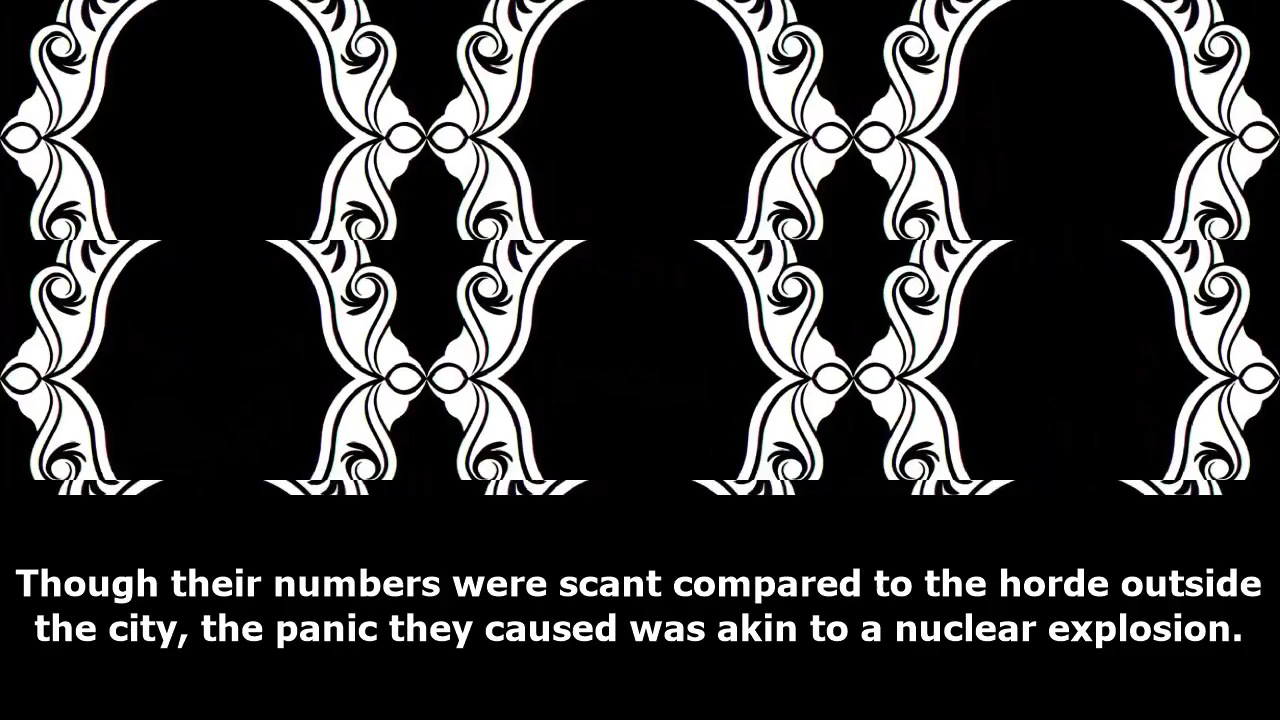 Though their numbers were scant compared to the horde outside
the city, the panic they caused was akin to a nuclear explosion.